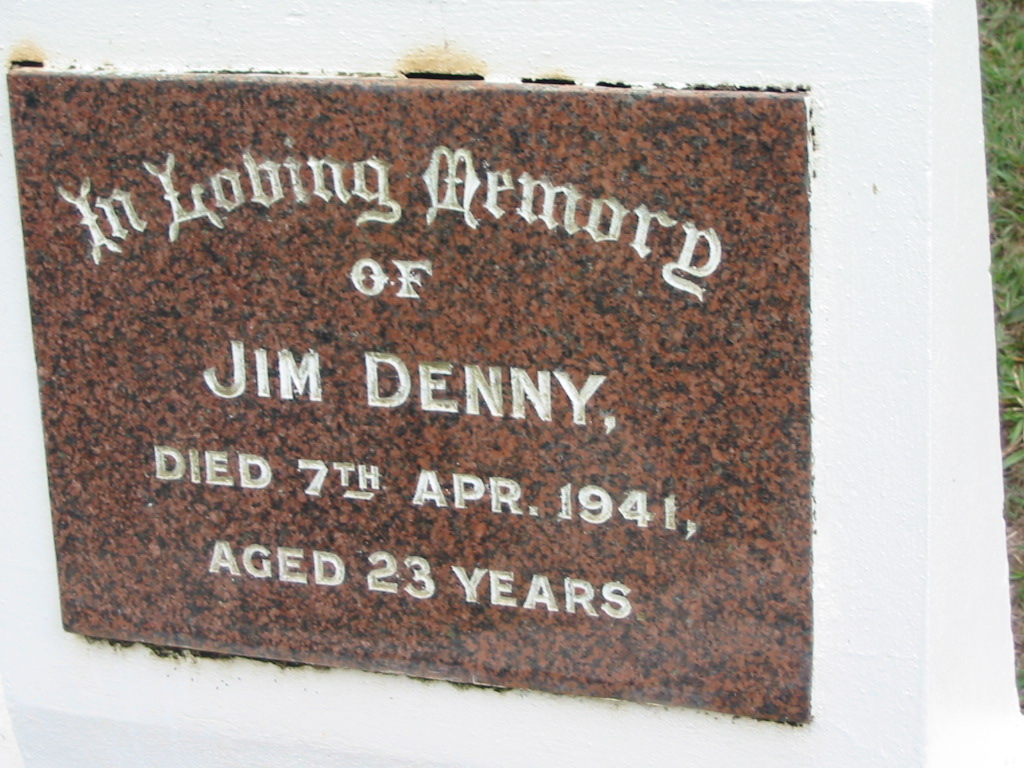 In Loving Memory
OF
JIM DENNY,
DIED 7TH APR. 1941,
AGED 23 YEARS